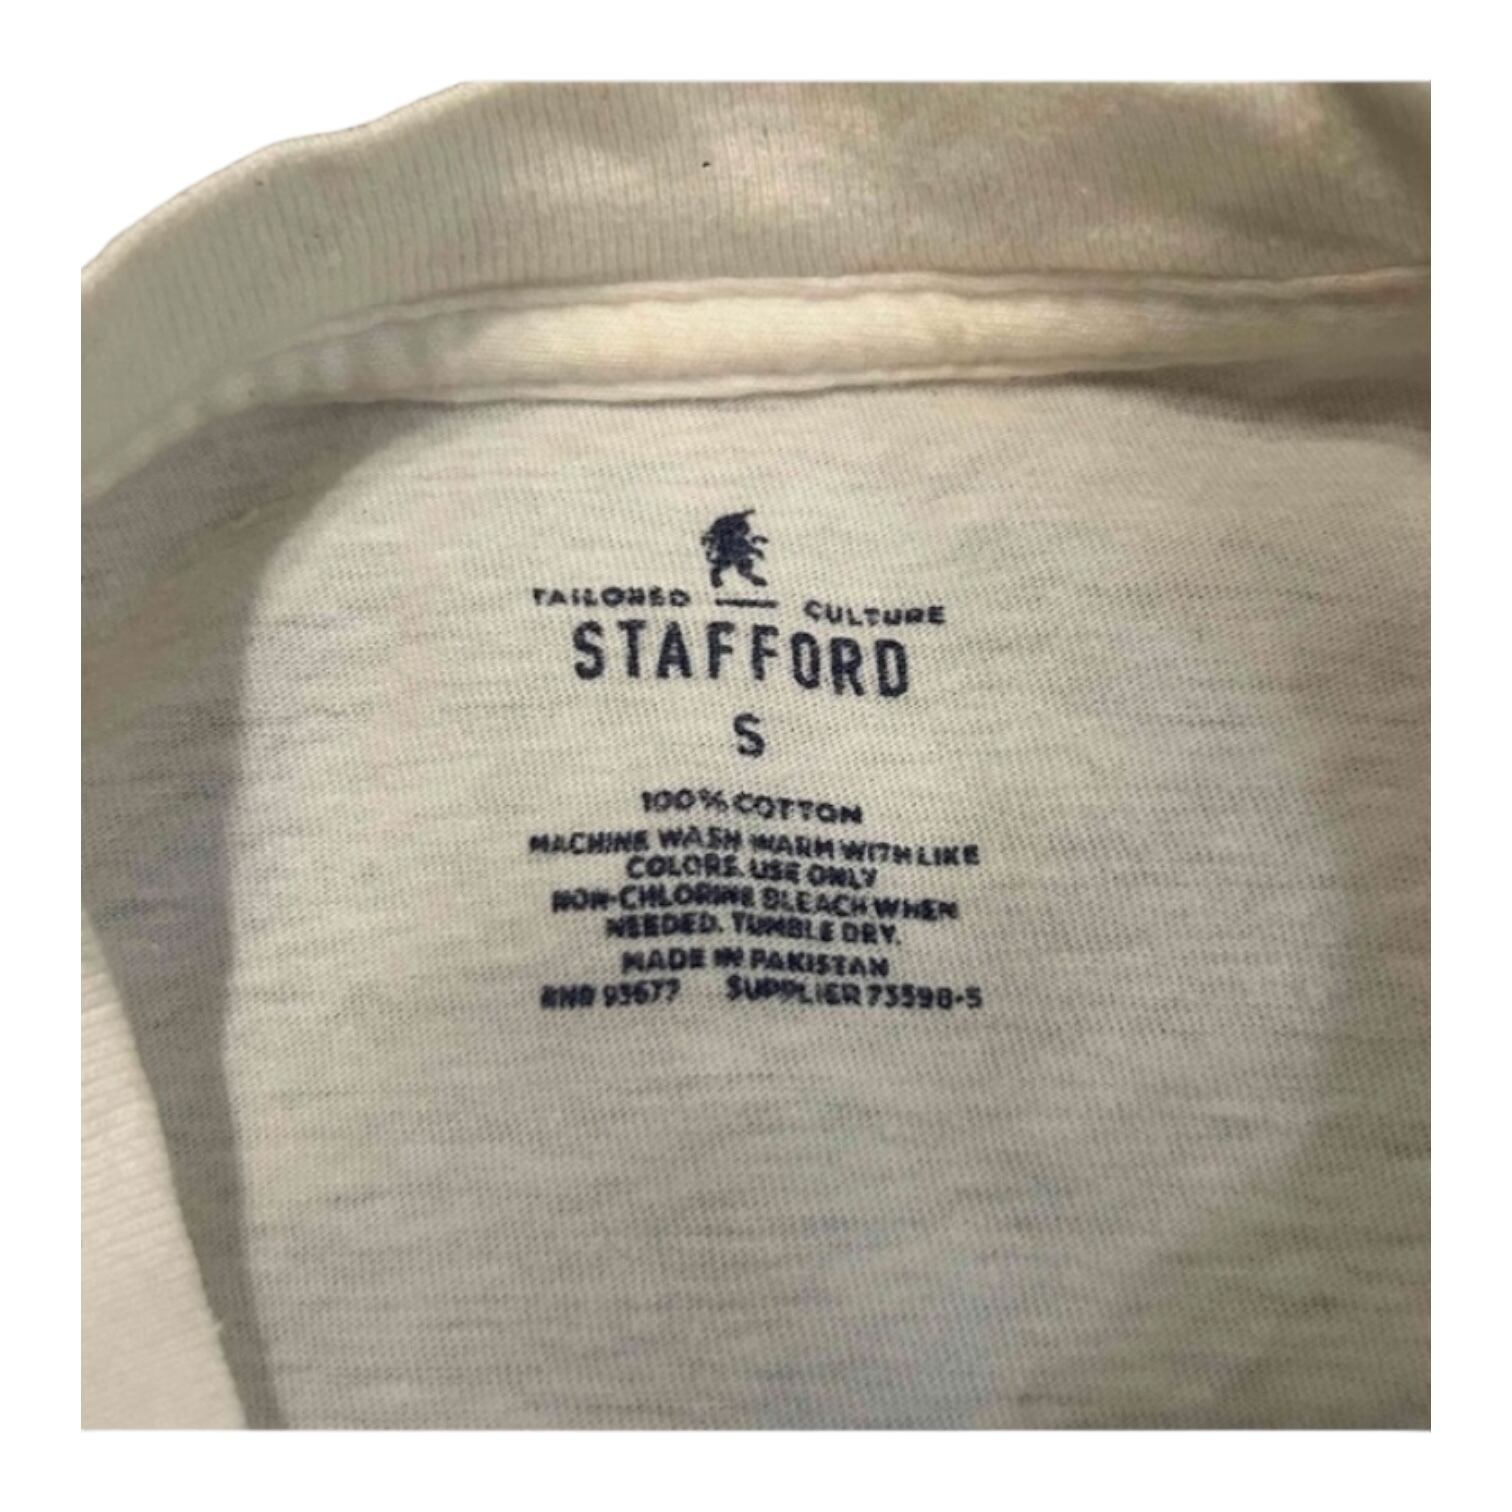 TAILORED CULTURE
STAFFORD
S
100% COTTON
MACHINE WASH WARM WITH LIKE
COLORS. USE ONLY
NON-CHLORINE BLEACH WHEN
NEEDED. TUMBLE DRY.
MADE IN PAKISTAN
RN# 93677 SUPPLIER 73598-5